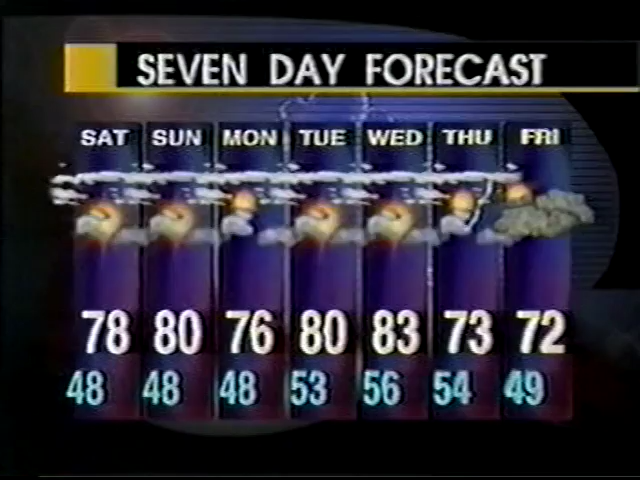 SEVEN DAY FORECAST
SAT SUN MON TUE WED THU FRI
78 80 76 80 83 73 72
48 48 48 53 56 54 49